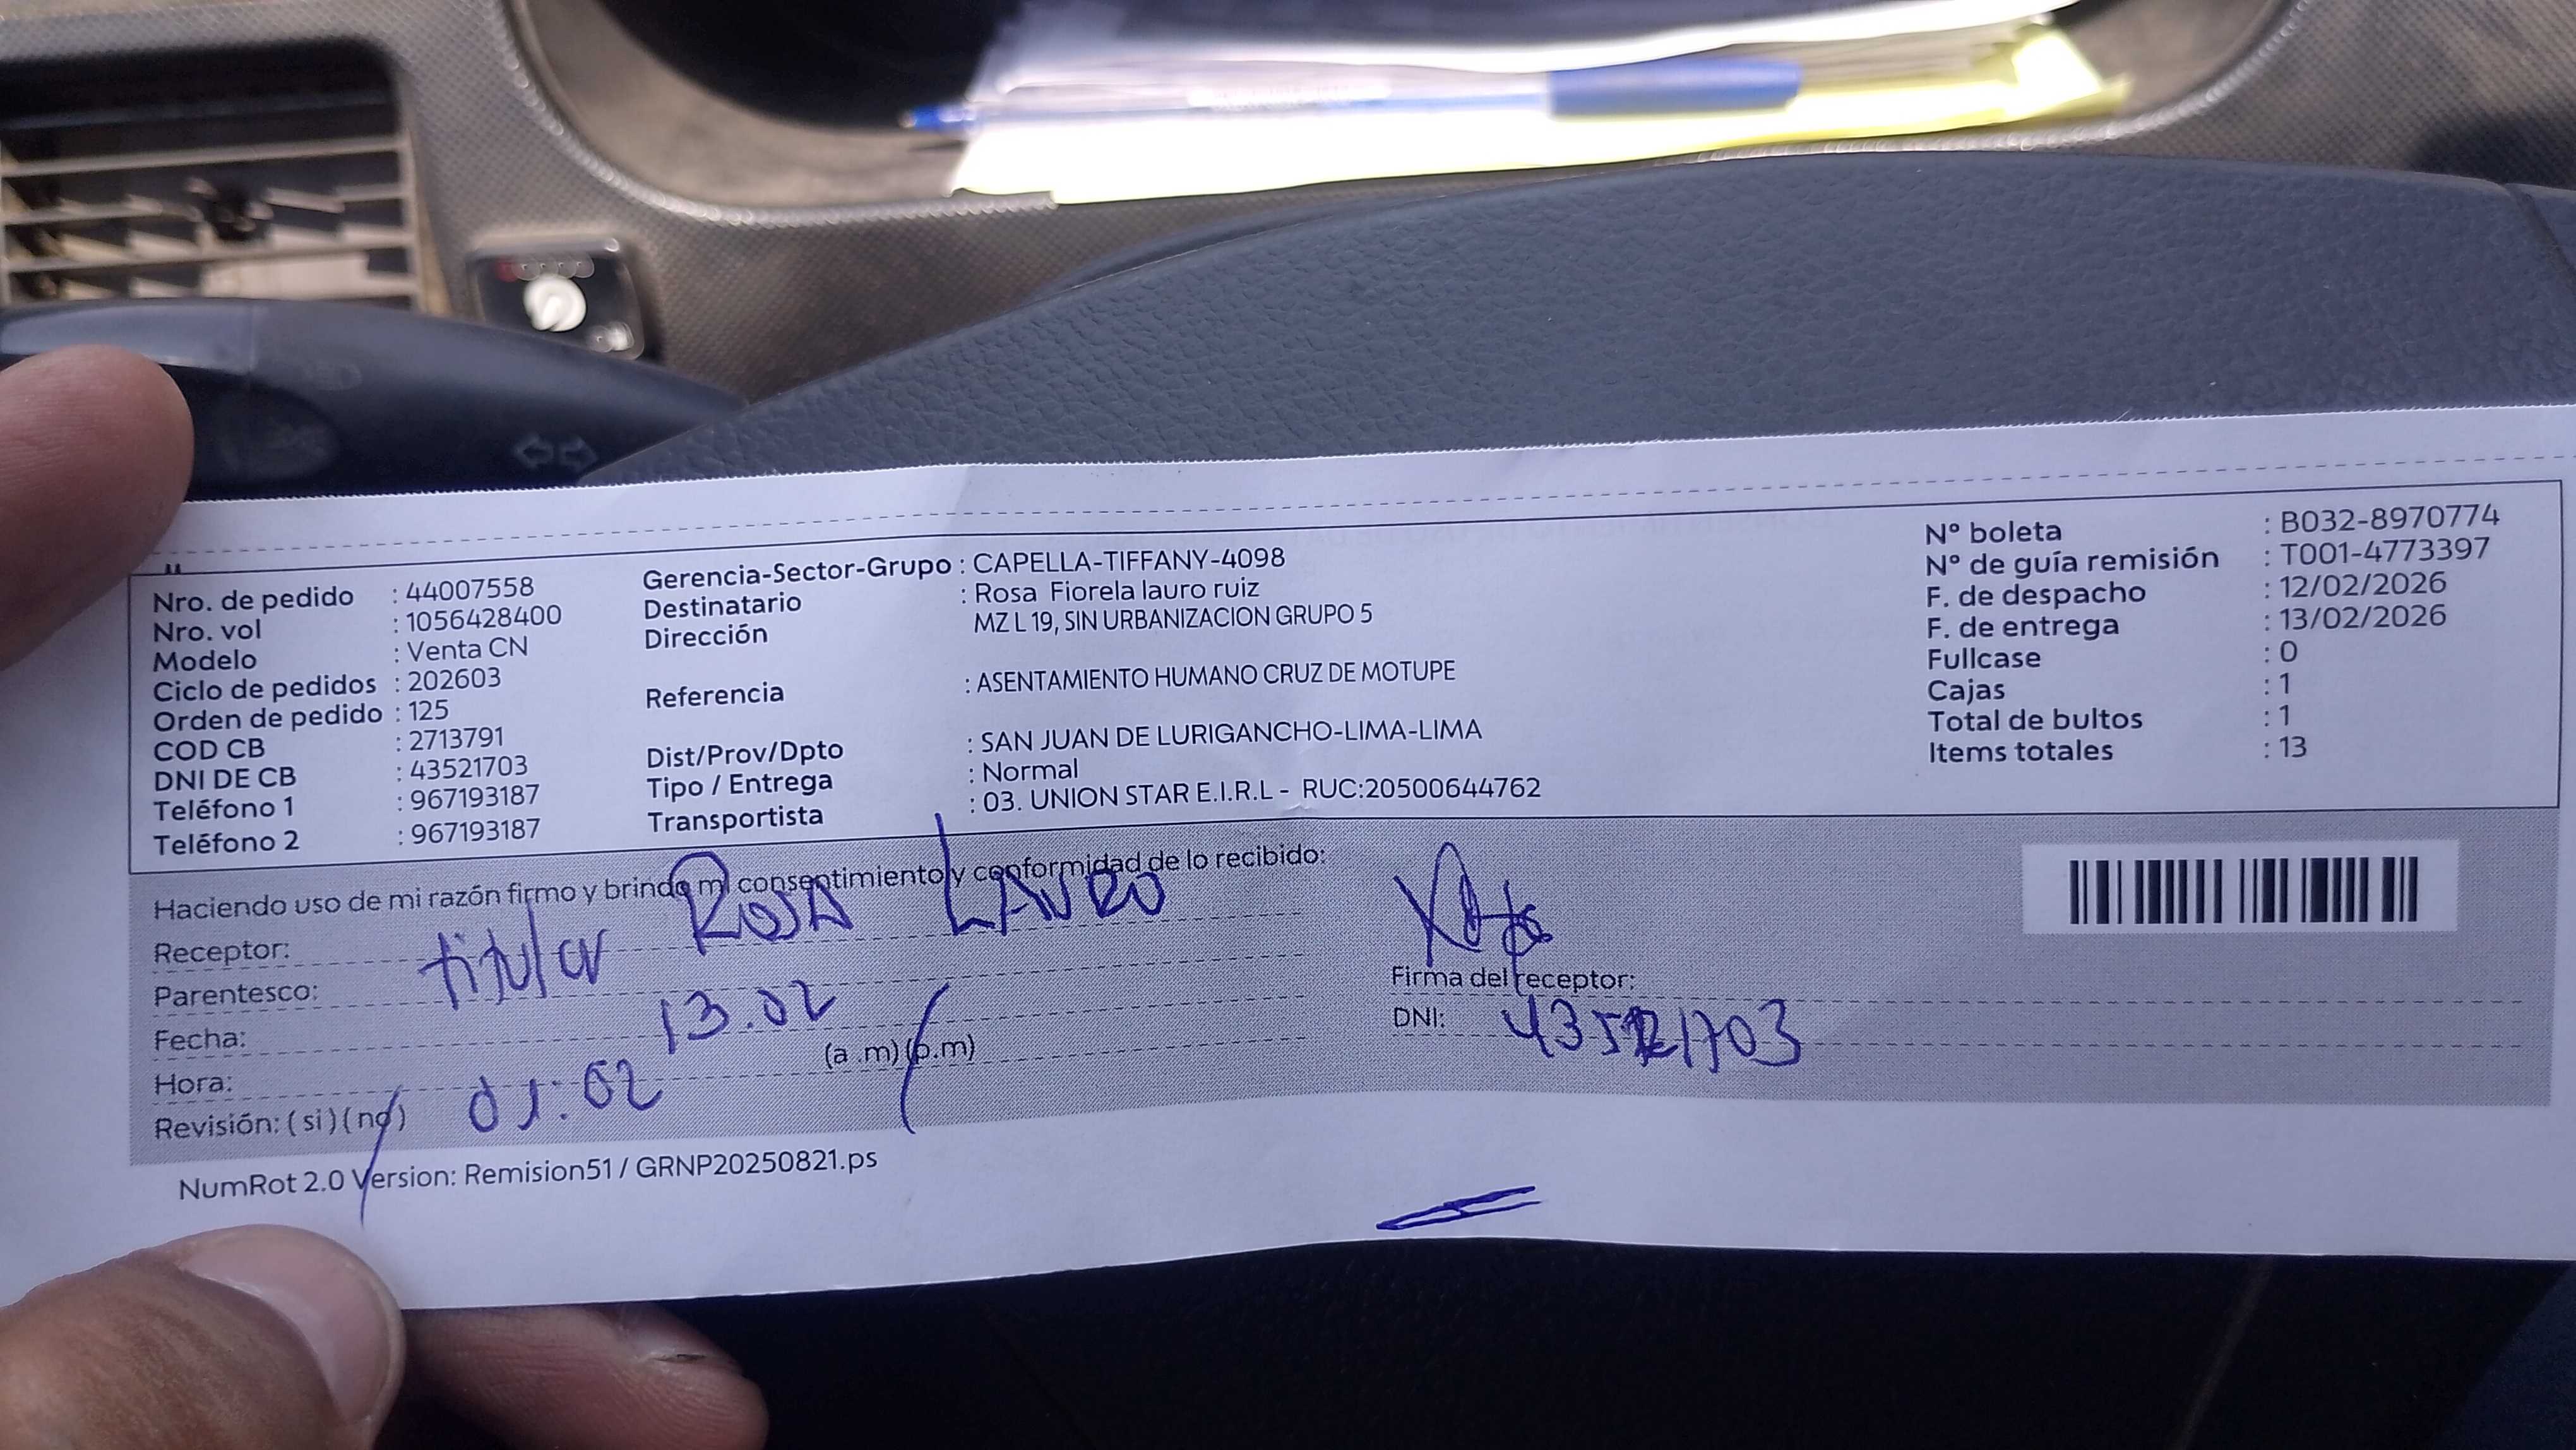 Nro. de pedido : 44007558
Nro. vol : 1056428400
Modelo : Venta CN
Ciclo de pedidos : 202603
Orden de pedido : 125
COD CB : 2713791
DNI DE CB : 43521703
Teléfono 1 : 967193187
Teléfono 2 : 967193187
Gerencia-Sector-Grupo : CAPELLA-TIFFANY-4098
Destinatario : Rosa Fiorela lauro ruiz
Dirección MZ L 19, SIN URBANIZACION GRUPO 5
Referencia : ASENTAMIENTO HUMANO CRUZ DE MOTUPE
Dist/Prov/Dpto : SAN JUAN DE LURIGANCHO-LIMA-LIMA
Tipo / Entrega : Normal
Transportista : 03. UNION STAR E.I.R.L - RUC:20500644762
N° boleta : B032-8970774
N° de guía remisión : T001-4773397
F. de despacho : 12/02/2026
F. de entrega : 13/02/2026
Fullcase : 0
Cajas : 1
Total de bultos : 1
Items totales : 13
Haciendo uso de mi razón firmo y brindo mi consentimiento y conformidad de lo recibido:
Receptor: ROSA LAURO
Parentesco: titular
Fecha: 13.02
Hora: 01:02 (a .m) (p.m)
Revisión: ( si ) ( no )
Firma del receptor:
DNI: 43521703
NumRot 2.0 Version: Remision51 / GRNP20250821.ps